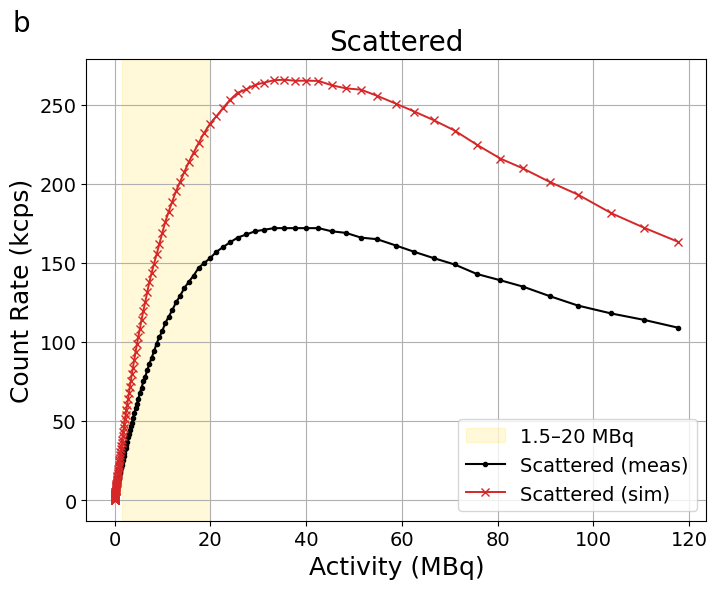 b
Scattered
Count Rate (kcps)
250
200
150
100
50
0
0 20 40 60 80 100 120
Activity (MBq)
1.5–20 MBq
Scattered (meas)
Scattered (sim)